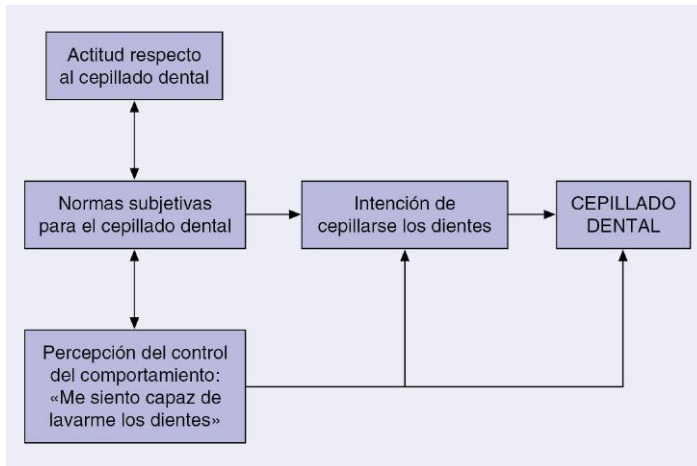 Actitud respecto
al cepillado dental
Normas subjetivas
para el cepillado dental
Intención de
cepillarse los dientes
CEPILLADO
DENTAL
Percepción del control
del comportamiento:
«Me siento capaz de
lavarme los dientes»